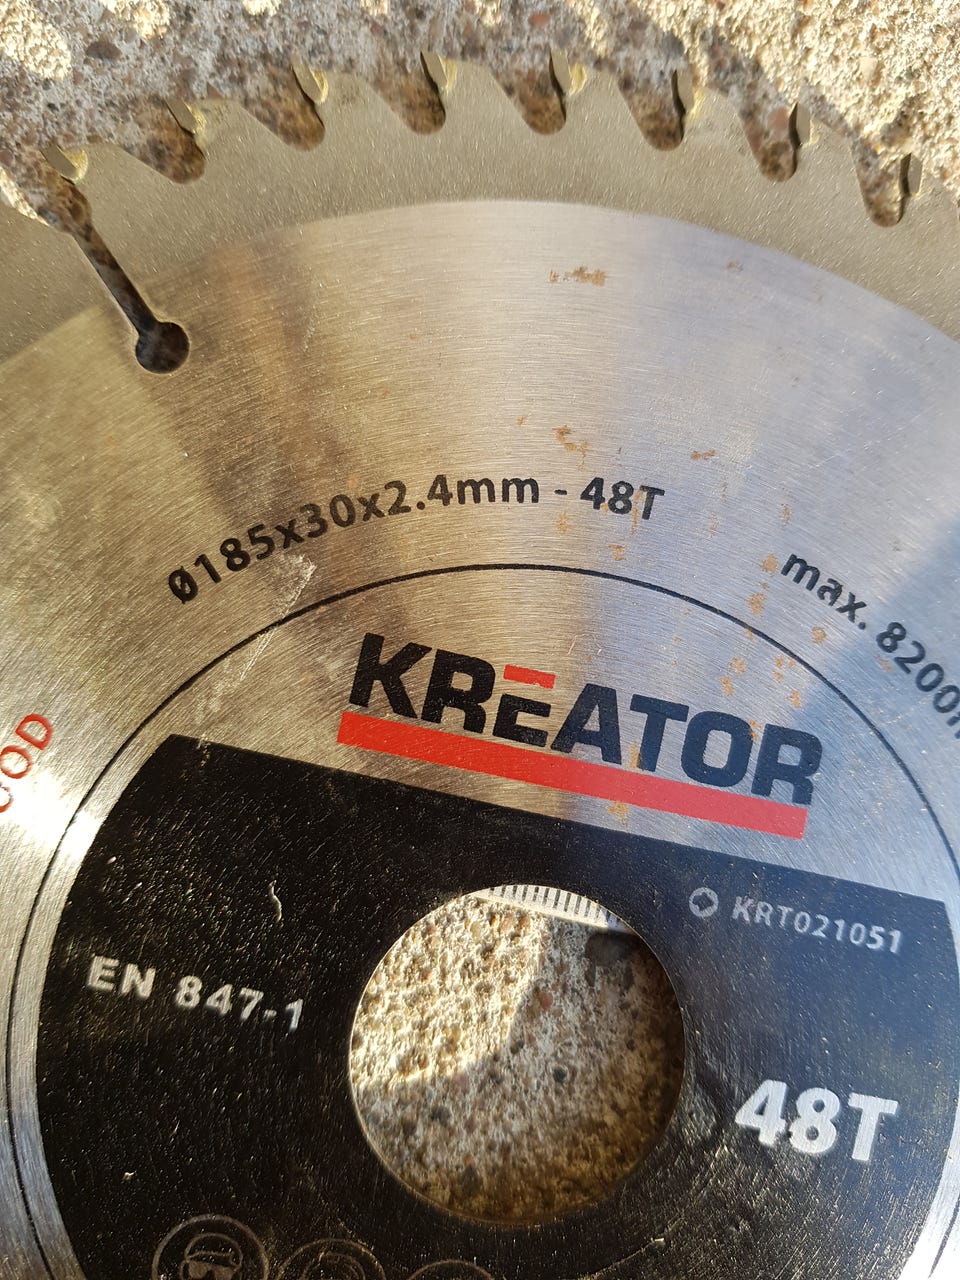 Ø185x30x2.4mm - 48T
max. 8200
KREATOR
KRT021051
EN 847-1
48T